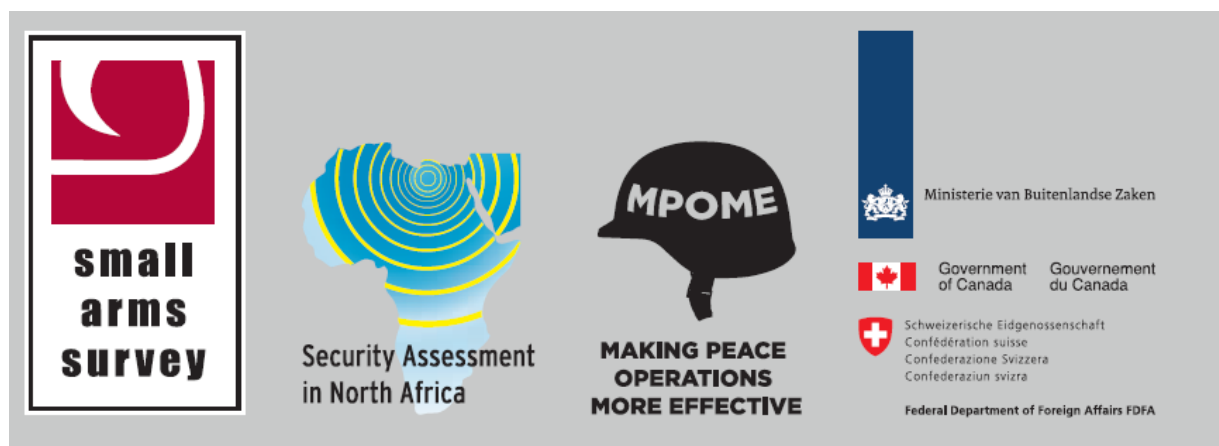 small
arms
survey
Security Assessment
in North Africa
MPOME
MAKING PEACE
OPERATIONS
MORE EFFECTIVE
Ministerie van Buitenlandse Zaken
Government
of Canada
Gouvernement
du Canada
Schweizerische Eidgenossenschaft
Confédération suisse
Confederazione Svizzera
Confederaziun svizra
Federal Department of Foreign Affairs FDFA